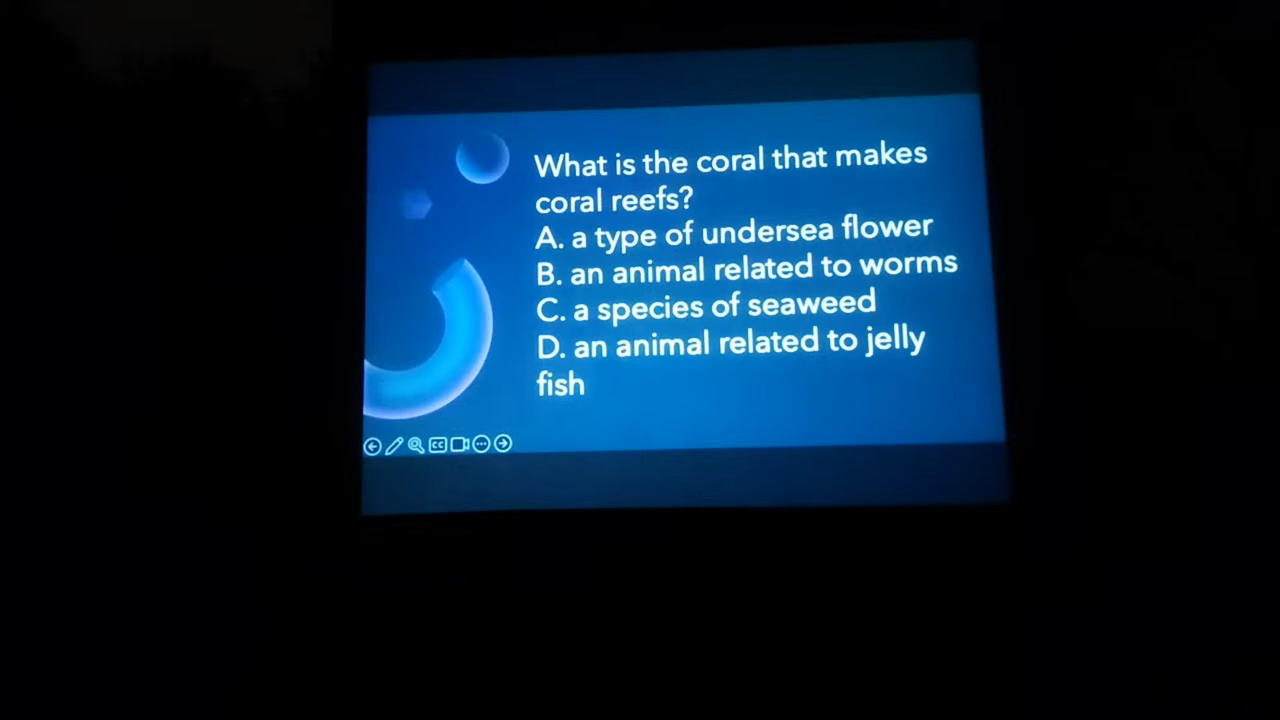 What is the coral that makes
coral reefs?
A. a type of undersea flower
B. an animal related to worms
C. a species of seaweed
D. an animal related to jelly
fish
CC